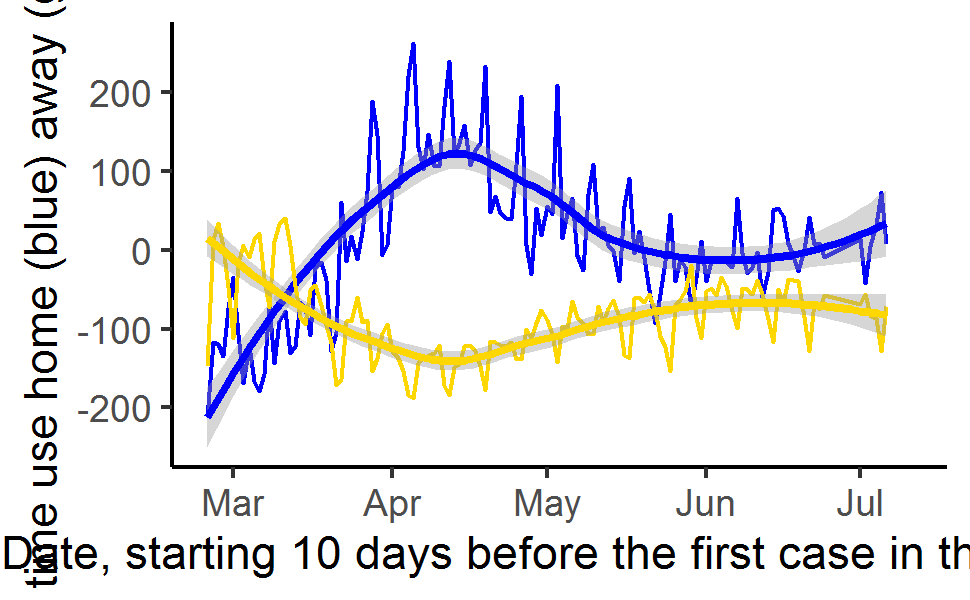 time use home (blue) away (g
200
100
0
-100
-200
Mar
Apr
May
Jun
Jul
Date, starting 10 days before the first case in th